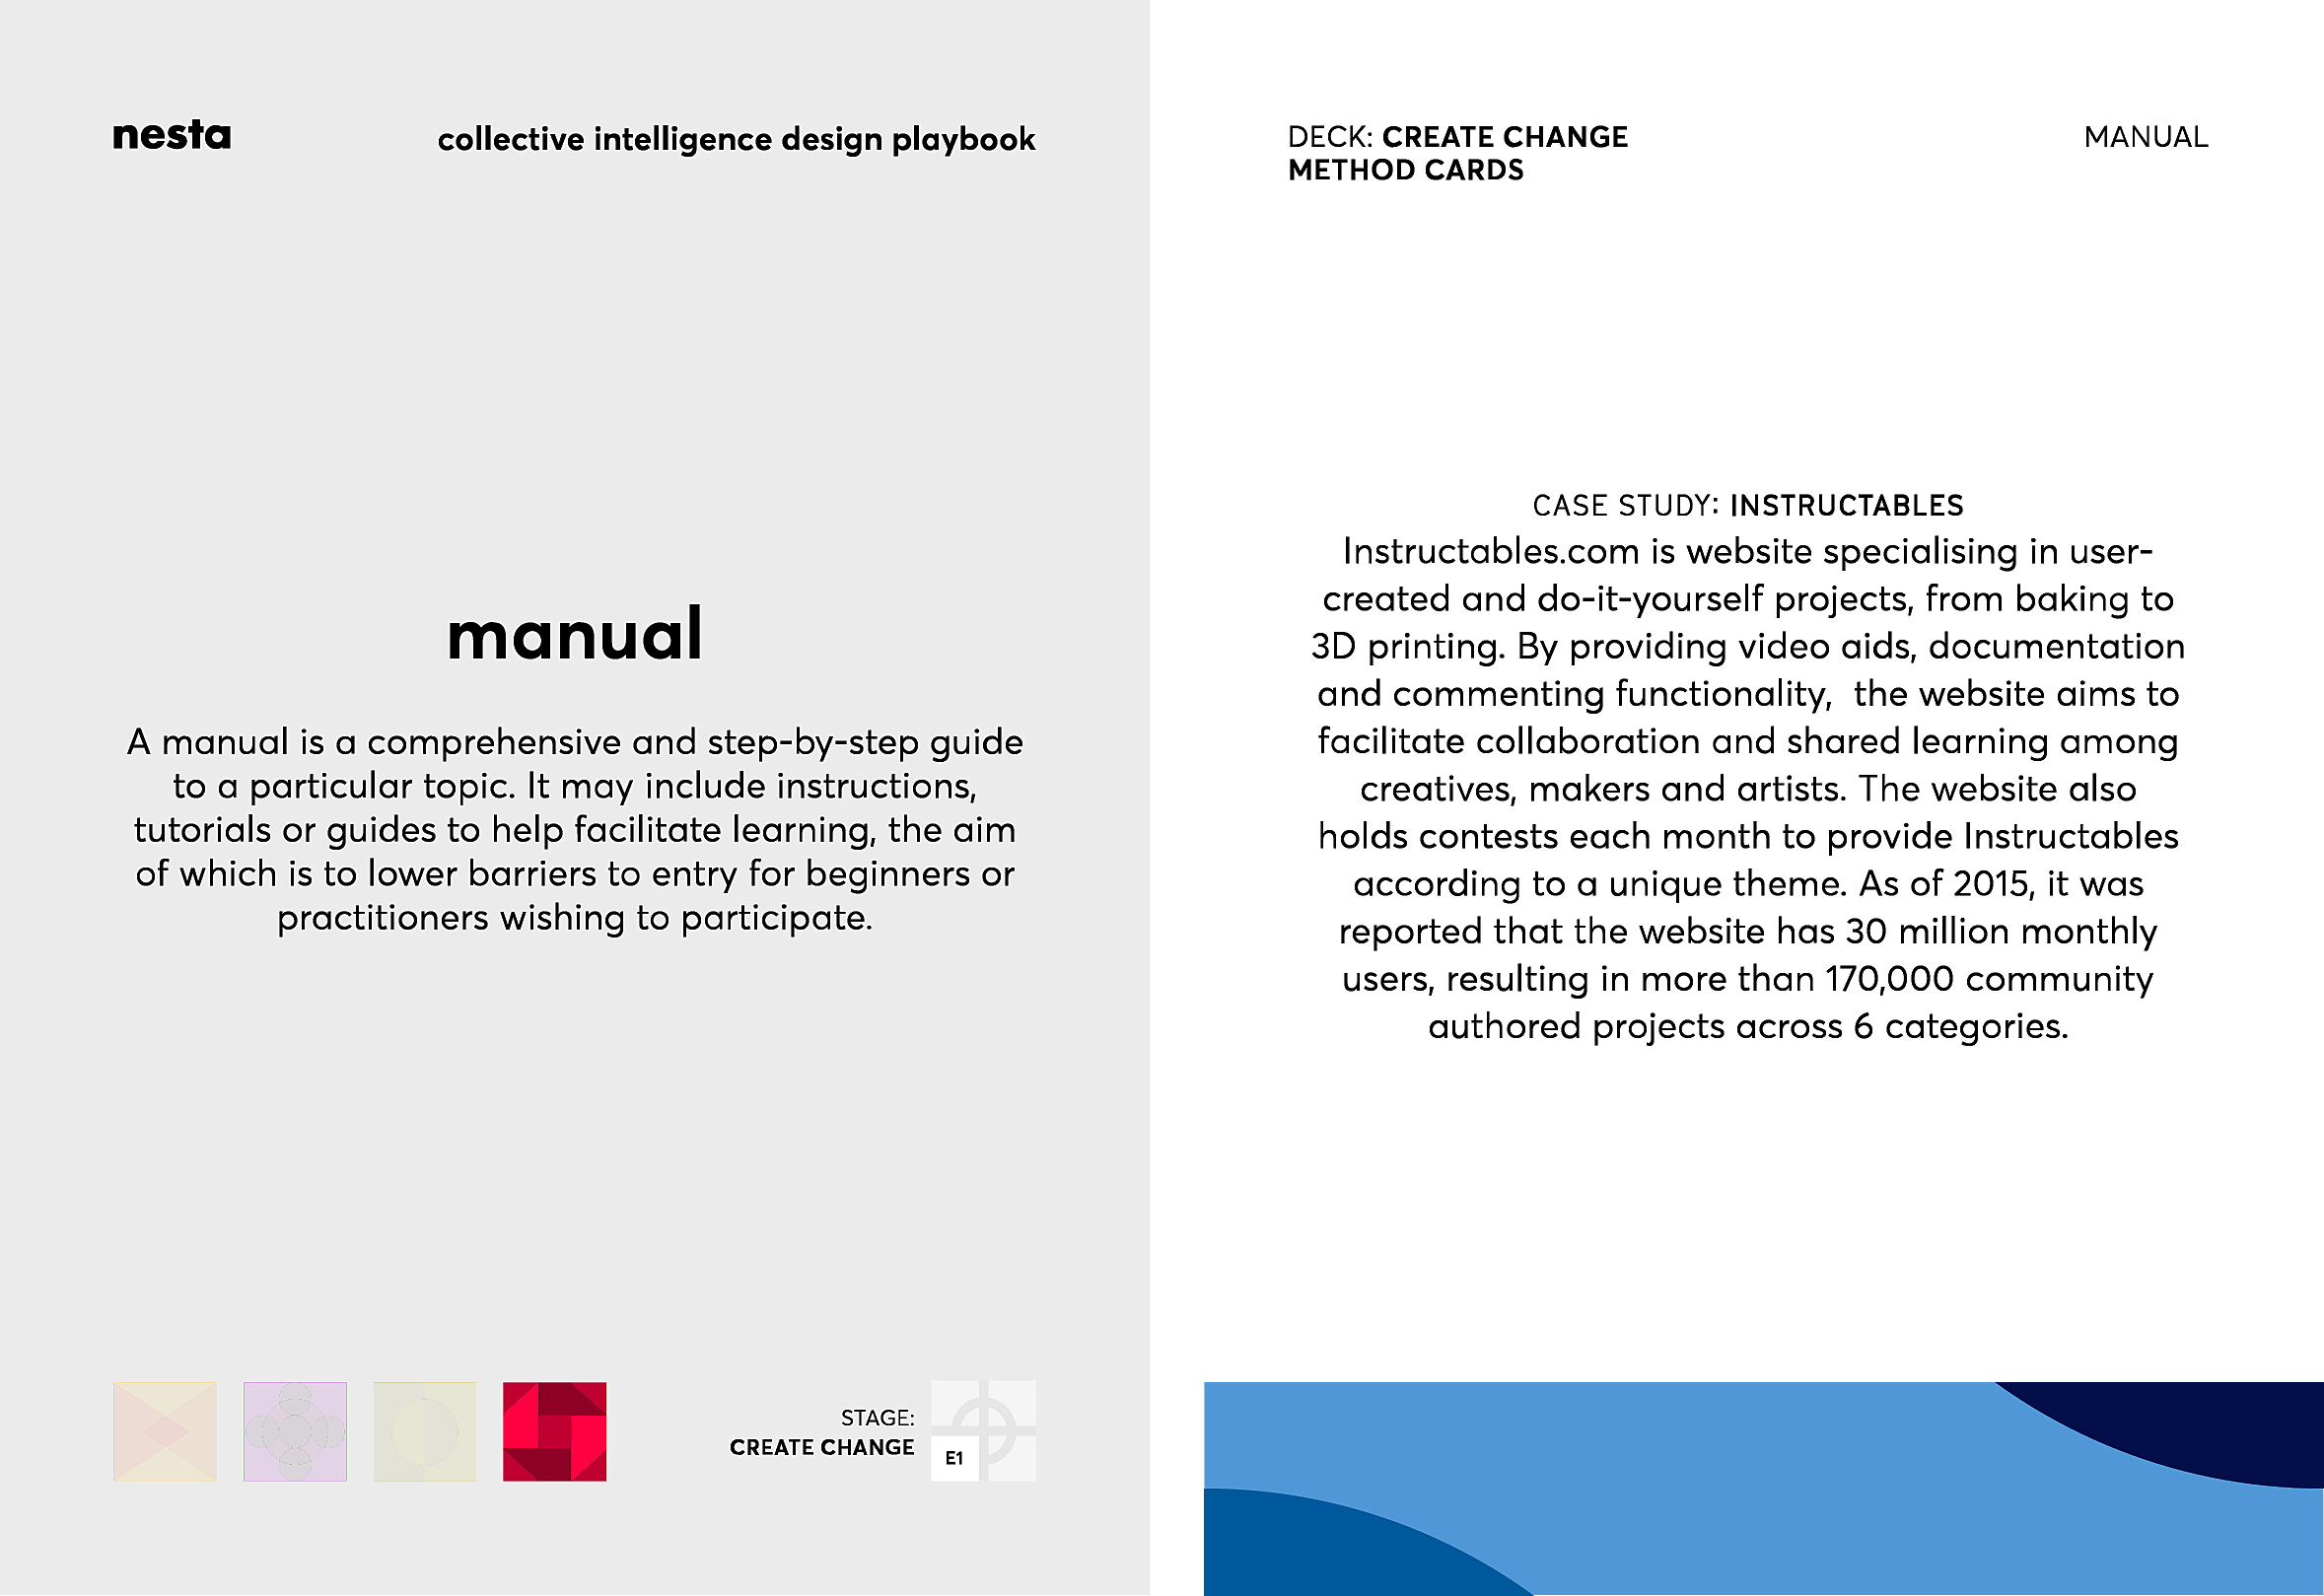 nesta
collective intelligence design playbook
manual
A manual is a comprehensive and step-by-step guide
to a particular topic. It may include instructions,
tutorials or guides to help facilitate learning, the aim
of which is to lower barriers to entry for beginners or
practitioners wishing to participate.
STAGE:
CREATE CHANGE
E1
DECK: CREATE CHANGE
METHOD CARDS
MANUAL
CASE STUDY: INSTRUCTABLES
Instructables.com is website specialising in user-
created and do-it-yourself projects, from baking to
3D printing. By providing video aids, documentation
and commenting functionality,  the website aims to
facilitate collaboration and shared learning among
creatives, makers and artists. The website also
holds contests each month to provide Instructables
according to a unique theme. As of 2015, it was
reported that the website has 30 million monthly
users, resulting in more than 170,000 community
authored projects across 6 categories.